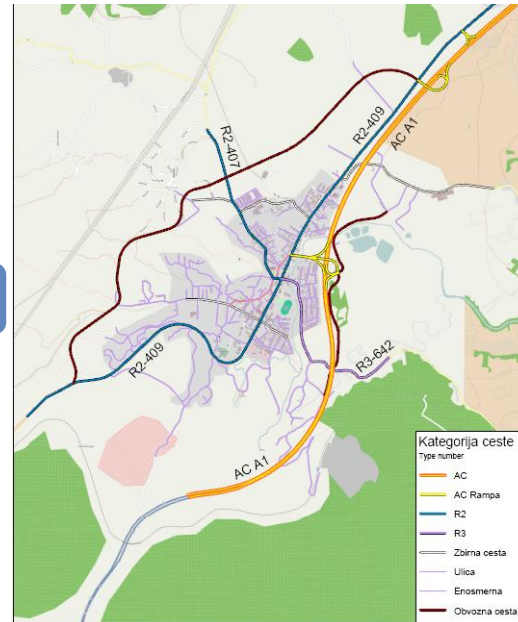 R2-409
AC A1
R2-407
R2-409
R3-642
AC A1
Kategorija ceste
Type number
AC
AC Rampa
R2
R3
Zbirna cesta
Ulica
Enosmerna
Obvozna cesta